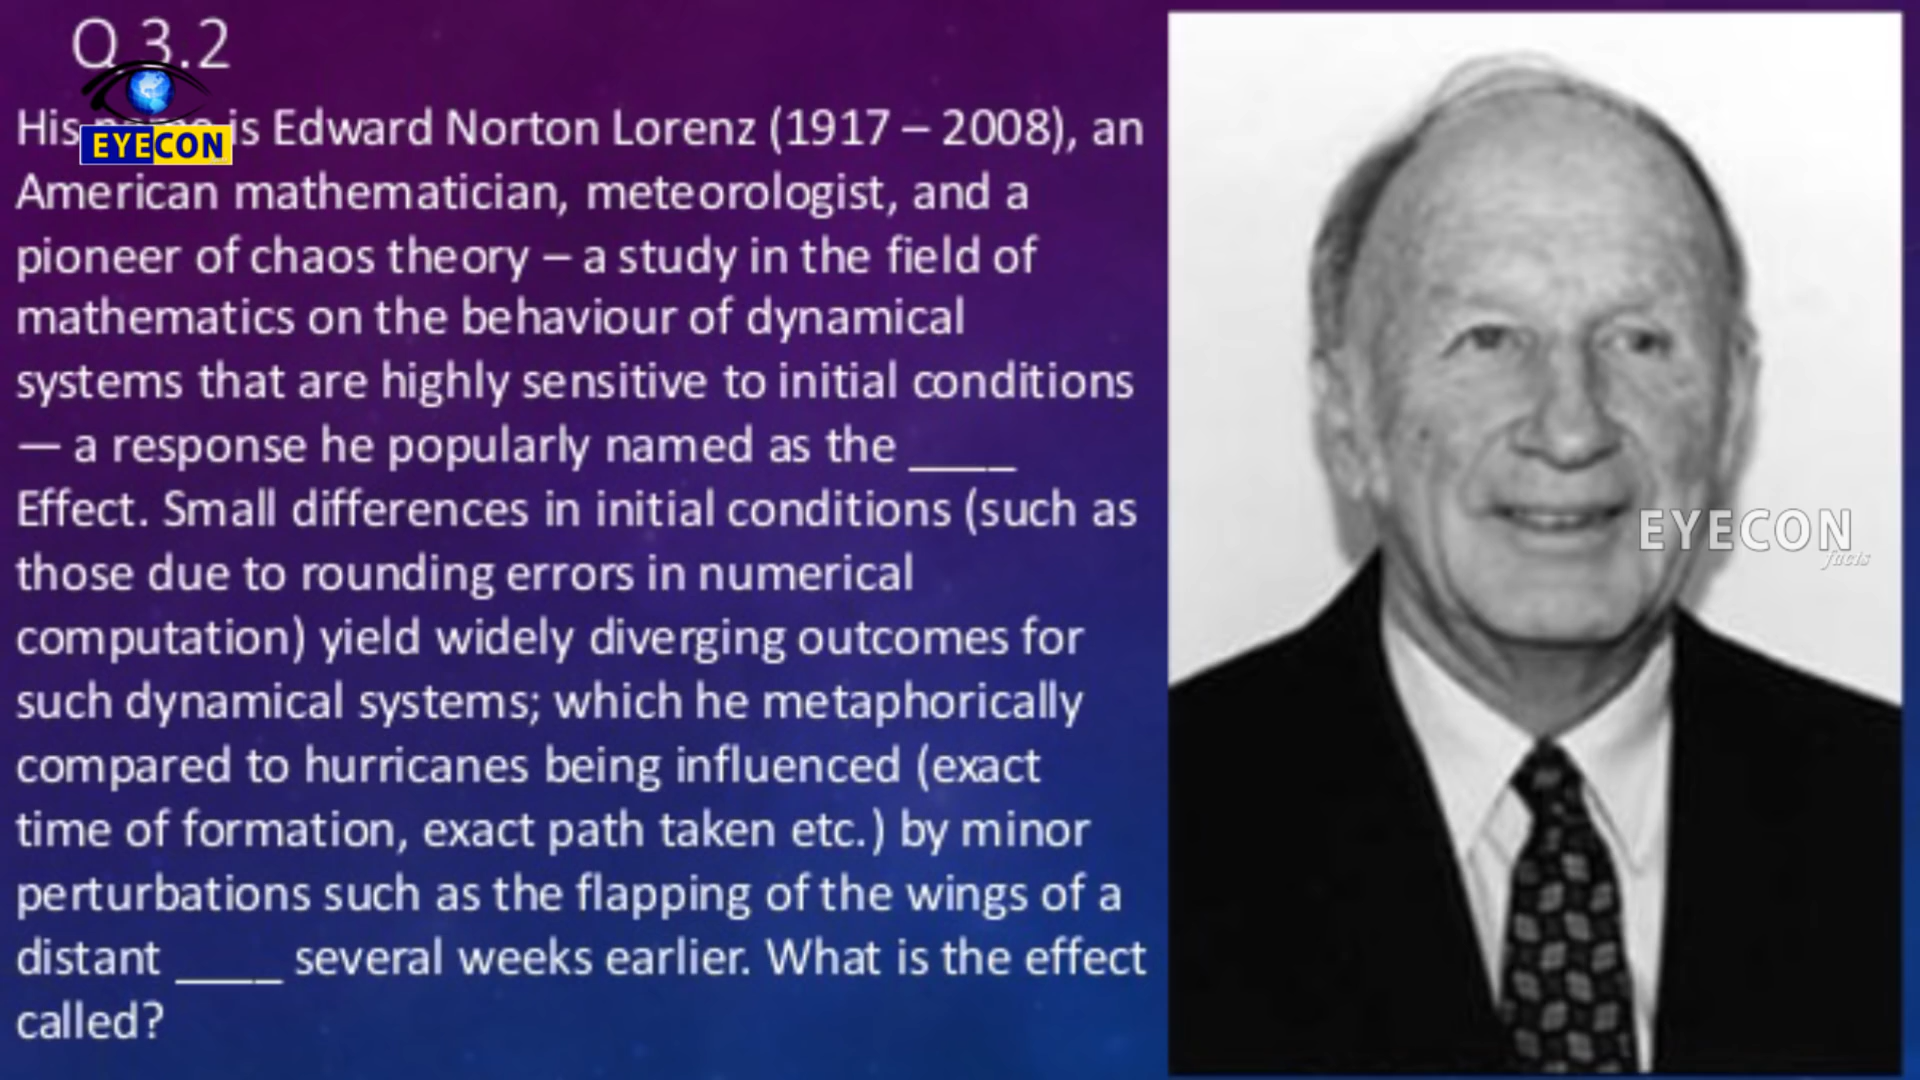 Q 3.2
His is Edward Norton Lorenz (1917 – 2008), an
EYECON
American mathematician, meteorologist, and a
pioneer of chaos theory – a study in the field of
mathematics on the behaviour of dynamical
systems that are highly sensitive to initial conditions
— a response he popularly named as the ____
Effect. Small differences in initial conditions (such as
those due to rounding errors in numerical
computation) yield widely diverging outcomes for
such dynamical systems; which he metaphorically
compared to hurricanes being influenced (exact
time of formation, exact path taken etc.) by minor
perturbations such as the flapping of the wings of a
distant ____ several weeks earlier. What is the effect
called?
EYECON
facts